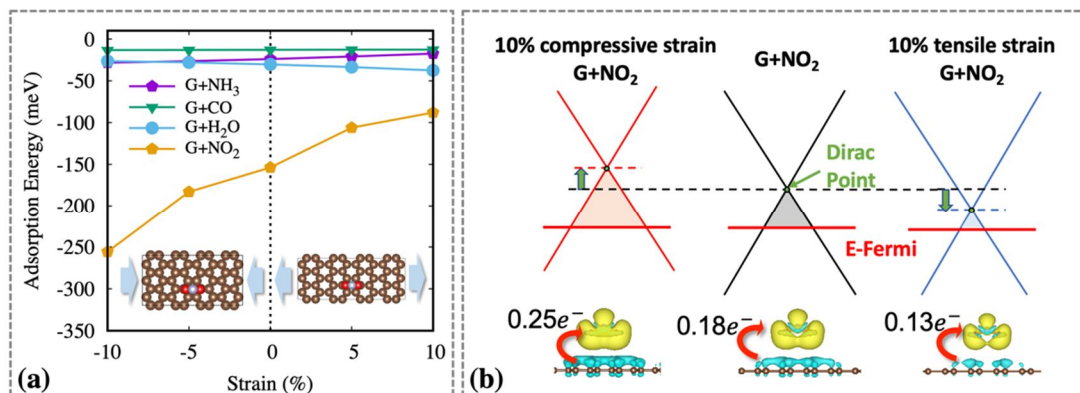 0
-50
-100
-150
-200
-250
-300
-350
Adsorption Energy (meV)
G+NH3
G+CO
G+H2O
G+NO2
-10
-5
0
5
10
Strain (%)
(a)
10% compressive strain
G+NO2
G+NO2
10% tensile strain
G+NO2
Dirac
Point
E-Fermi
0.25e-
0.18e-
0.13e-
(b)